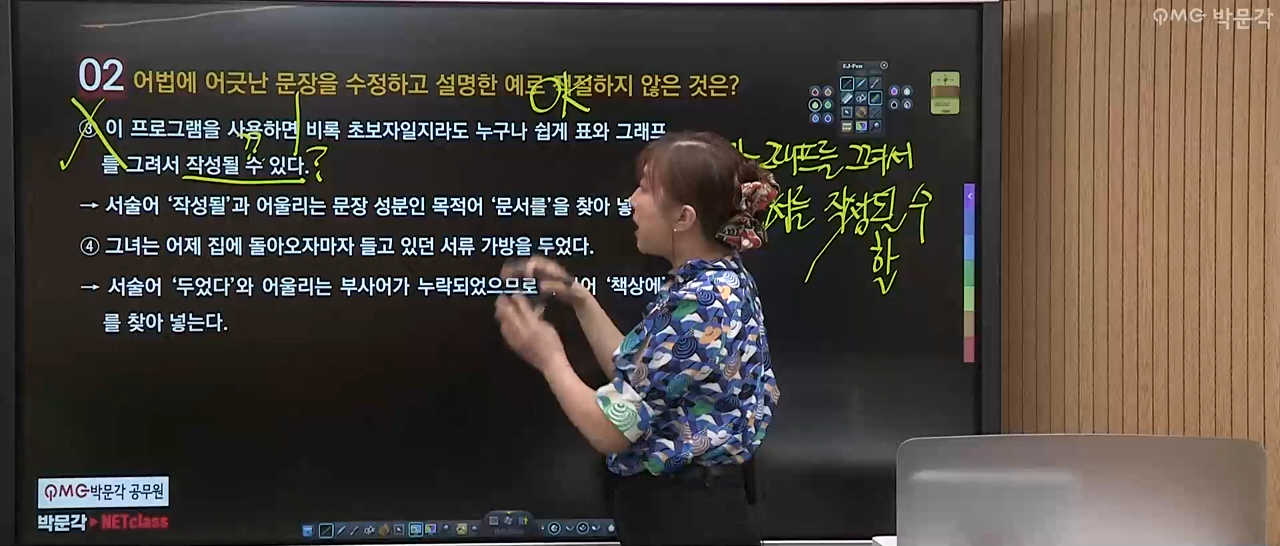 QMG 박문각
02 어법에 어긋난 문장을 수정하고 설명한 예로 적절하지 않은 것은?
OK
③ 이 프로그램을 사용하면 비록 초보자일지라도 누구나 쉽게 표와 그래프
를 그려서 작성될 수 있다.?
그래프를 그려서
작성될 수
할
→ 서술어 ‘작성될’과 어울리는 문장 성분인 목적어 ‘문서를’을 찾아
④ 그녀는 어제 집에 돌아오자마자 들고 있던 서류 가방을 두었다.
→ 서술어 ‘두었다’와 어울리는 부사어가 누락되었으므로 ‘책상에’
를 찾아 넣는다.
QMG박문각 공무원
박문각 ▶ NETclass
EJ-Pen